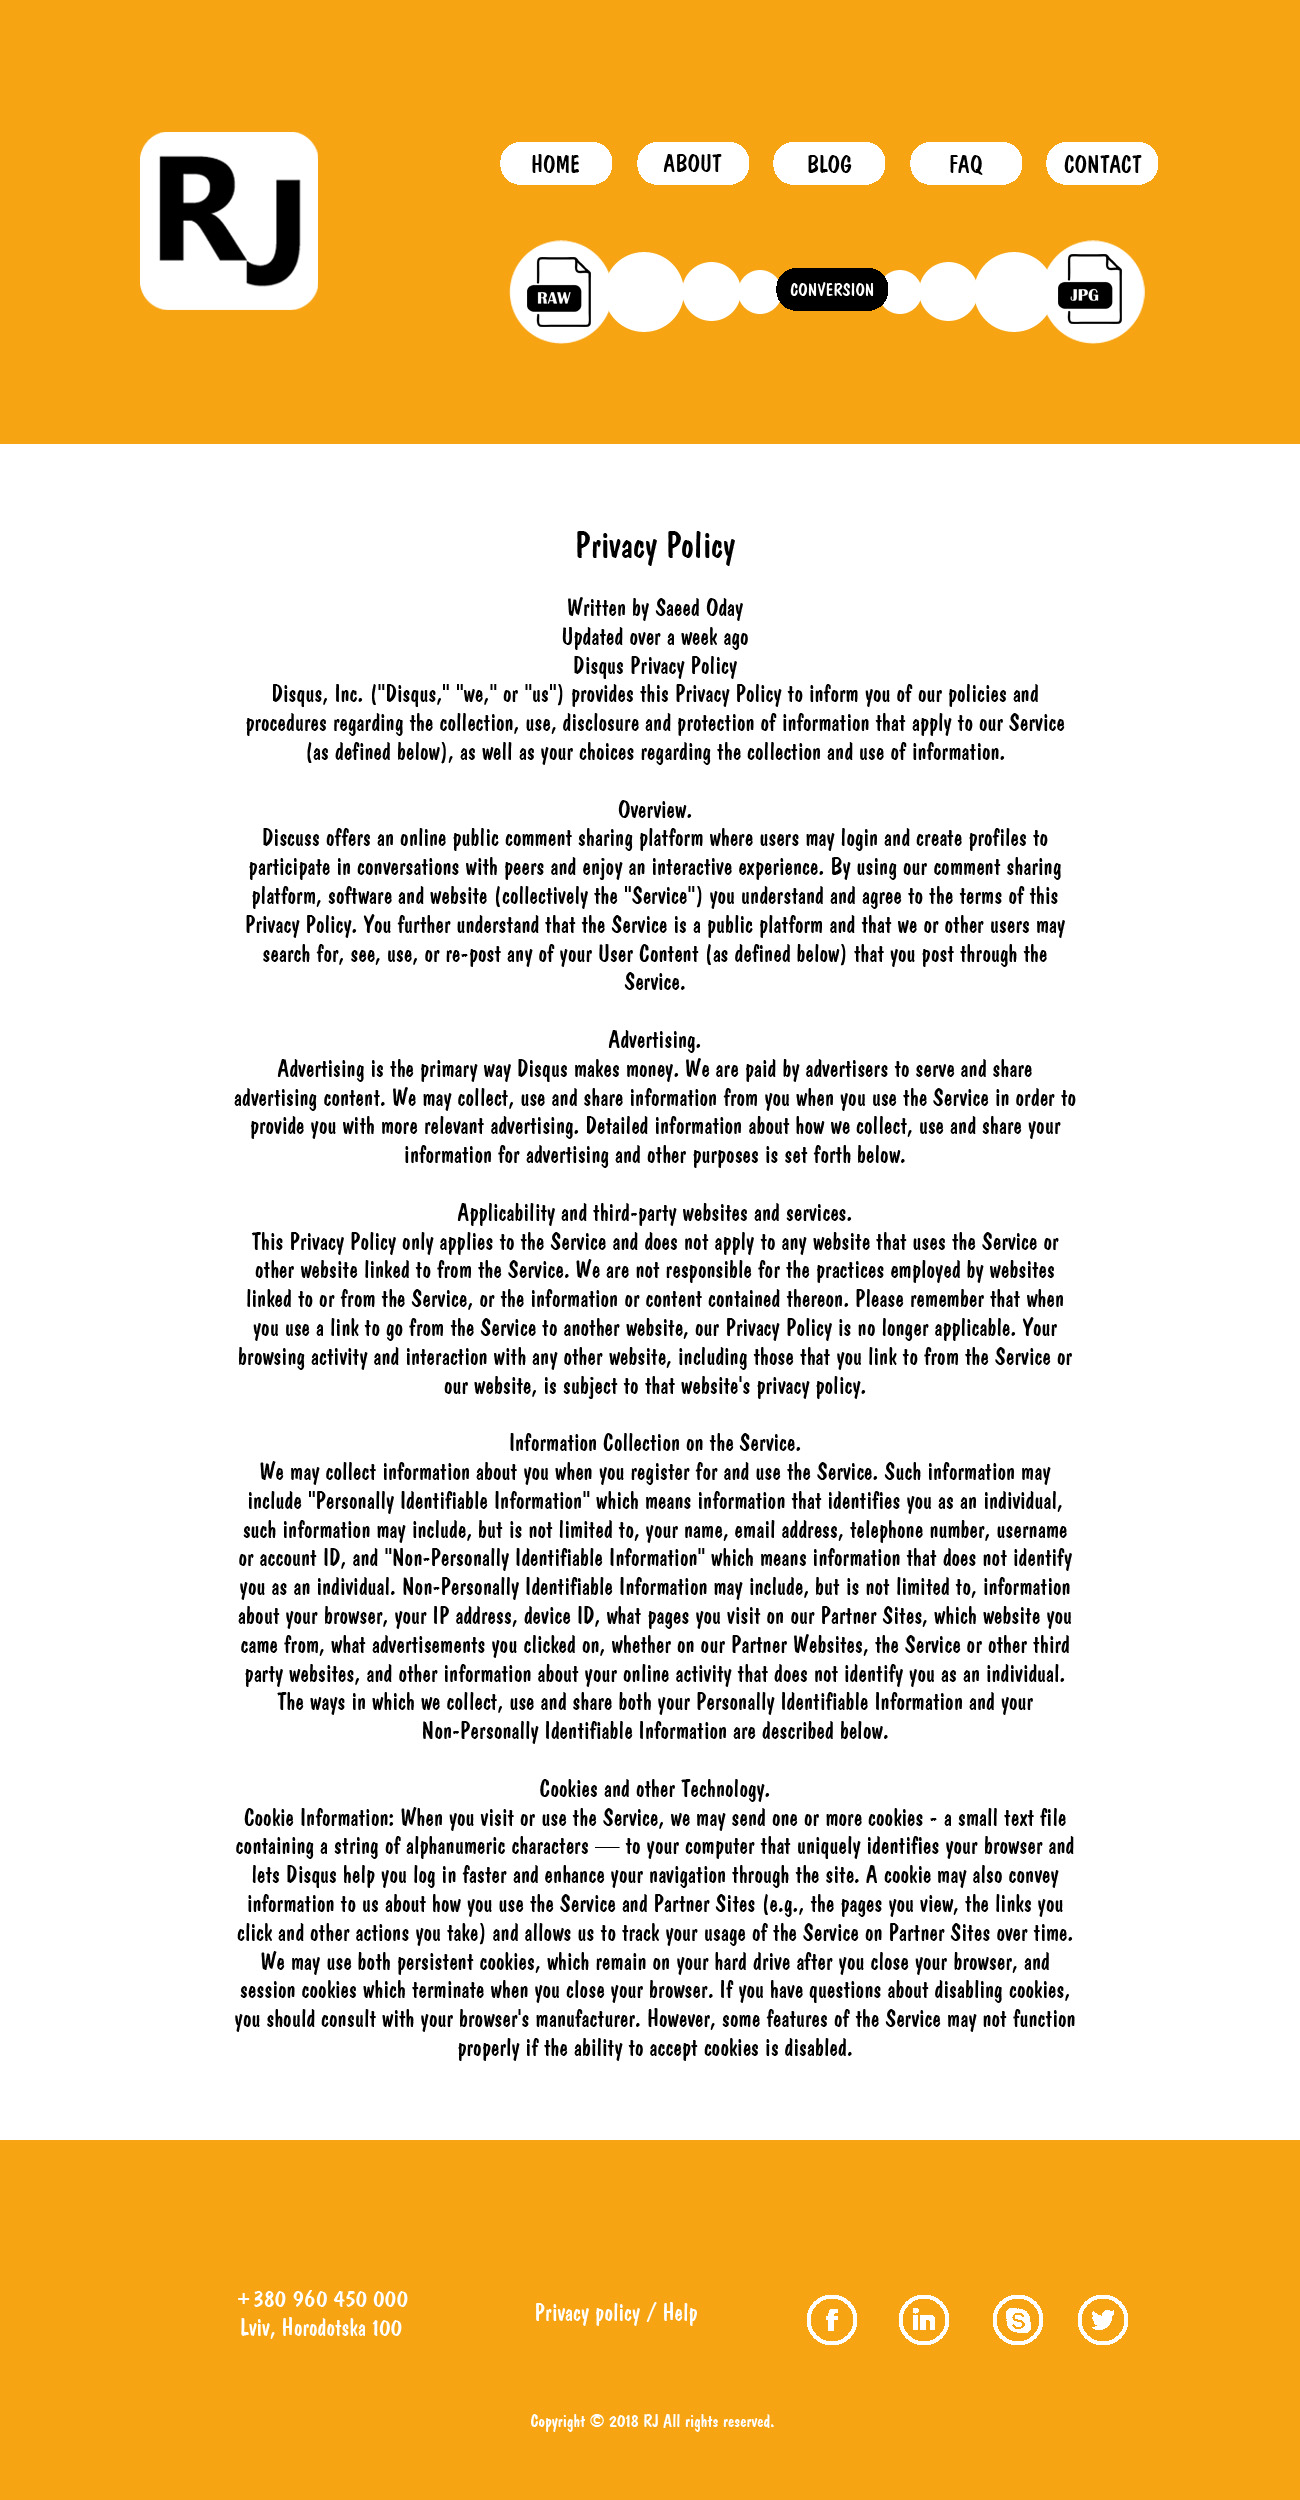 RJ
HOME
ABOUT
BLOG
FAQ
CONTACT
RAW
CONVERSION
JPG
Privacy Policy
Written by Saeed Oday
Updated over a week ago
Disqus Privacy Policy
Disqus, Inc. ("Disqus," "we," or "us") provides this Privacy Policy to inform you of our policies and
procedures regarding the collection, use, disclosure and protection of information that apply to our Service
(as defined below), as well as your choices regarding the collection and use of information.
Overview.
Discuss offers an online public comment sharing platform where users may login and create profiles to
participate in conversations with peers and enjoy an interactive experience. By using our comment sharing
platform, software and website (collectively the "Service") you understand and agree to the terms of this
Privacy Policy. You further understand that the Service is a public platform and that we or other users may
search for, see, use, or re-post any of your User Content (as defined below) that you post through the
Service.
Advertising.
Advertising is the primary way Disqus makes money. We are paid by advertisers to serve and share
advertising content. We may collect, use and share information from you when you use the Service in order to
provide you with more relevant advertising. Detailed information about how we collect, use and share your
information for advertising and other purposes is set forth below.
Applicability and third-party websites and services.
This Privacy Policy only applies to the Service and does not apply to any website that uses the Service or
other website linked to from the Service. We are not responsible for the practices employed by websites
linked to or from the Service, or the information or content contained thereon. Please remember that when
you use a link to go from the Service to another website, our Privacy Policy is no longer applicable. Your
browsing activity and interaction with any other website, including those that you link to from the Service or
our website, is subject to that website's privacy policy.
Information Collection on the Service.
We may collect information about you when you register for and use the Service. Such information may
include "Personally Identifiable Information" which means information that identifies you as an individual,
such information may include, but is not limited to, your name, email address, telephone number, username
or account ID, and "Non-Personally Identifiable Information" which means information that does not identify
you as an individual. Non-Personally Identifiable Information may include, but is not limited to, information
about your browser, your IP address, device ID, what pages you visit on our Partner Sites, which website you
came from, what advertisements you clicked on, whether on our Partner Websites, the Service or other third
party websites, and other information about your online activity that does not identify you as an individual.
The ways in which we collect, use and share both your Personally Identifiable Information and your
Non-Personally Identifiable Information are described below.
Cookies and other Technology.
Cookie Information: When you visit or use the Service, we may send one or more cookies - a small text file
containing a string of alphanumeric characters — to your computer that uniquely identifies your browser and
lets Disqus help you log in faster and enhance your navigation through the site. A cookie may also convey
information to us about how you use the Service and Partner Sites (e.g., the pages you view, the links you
click and other actions you take) and allows us to track your usage of the Service on Partner Sites over time.
We may use both persistent cookies, which remain on your hard drive after you close your browser, and
session cookies which terminate when you close your browser. If you have questions about disabling cookies,
you should consult with your browser's manufacturer. However, some features of the Service may not function
properly if the ability to accept cookies is disabled.
+380 960 450 000
Lviv, Horodotska 100
Privacy policy / Help
Copyright © 2018 RJ All rights reserved.